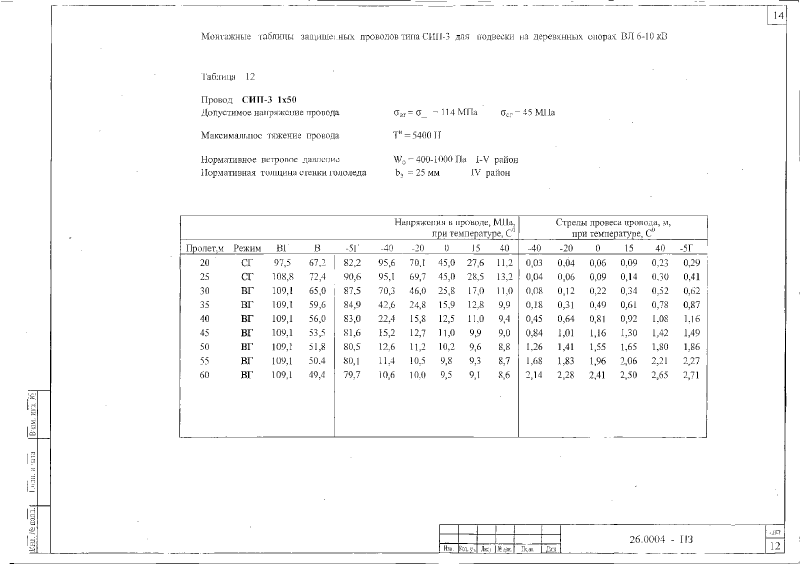 14
Монтажные таблицы защищенных проводов типа СИП-3 для подвески на деревянных опорах ВЛ 6-10 кВ
Таблица 12
Провод СИП-3 1х50
Допустимое напряжение провода σ = σ = 114 МПа σсг = 45 МПа
Максимальное тяжение провода Тн = 5400 Н
Нормативное ветровое давление W0 = 400-1000 Па I-V район
Нормативная толщина стенки гололеда bэ = 25 мм IV район
Напряжения в проводе, МПа, Стрелы провеса провода, м,
при температуре, С0 при температуре, С0
Пролет,м Режим ВГ В -5Г -40 -20 0 15 40 -40 -20 0 15 40 -5Г
20 СГ 97,5 67,2 82,2 95,6 70,1 45,0 27,6 11,2 0,03 0,04 0,06 0,09 0,23 0,29
25 СГ 108,8 72,4 90,6 95,1 69,7 45,0 28,5 13,2 0,04 0,06 0,09 0,14 0,30 0,41
30 ВГ 109,1 65,0 87,5 70,3 46,0 25,8 17,0 11,0 0,08 0,12 0,22 0,34 0,52 0,62
35 ВГ 109,1 59,6 84,9 42,6 24,8 15,9 12,8 9,9 0,18 0,31 0,49 0,61 0,78 0,87
40 ВГ 109,1 56,0 83,0 22,4 15,8 12,5 11,0 9,4 0,45 0,64 0,81 0,92 1,08 1,16
45 ВГ 109,1 53,5 81,6 15,2 12,7 11,0 9,9 9,0 0,84 1,01 1,16 1,30 1,42 1,49
50 ВГ 109,1 51,8 80,5 12,6 11,2 10,2 9,6 8,8 1,26 1,41 1,55 1,65 1,80 1,86
55 ВГ 109,1 50,4 80,1 11,4 10,5 9,8 9,3 8,7 1,68 1,83 1,96 2,06 2,21 2,27
60 ВГ 109,1 49,4 79,7 10,6 10,0 9,5 9,1 8,6 2,14 2,28 2,41 2,50 2,65 2,71
Взам. инв. №
Подп. и дата
Инв. № подл.
Изм. Кол.уч. Лист № док. Подп. Дата
26.0004 - ПЗ
Лист
12